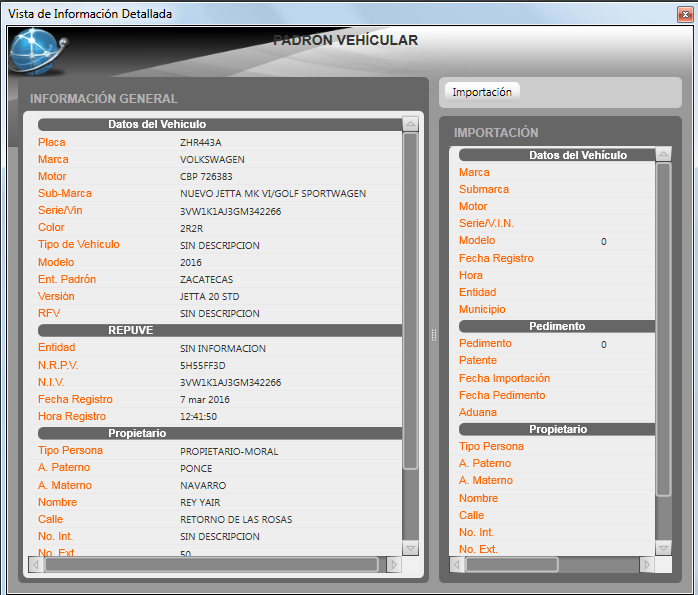 Vista de Información Detallada
PADRON VEHÍCULAR
INFORMACIÓN GENERAL
Datos del Vehiculo
Placa ZHR443A
Marca VOLKSWAGEN
Motor CBP 726383
Sub-Marca NUEVO JETTA MK VI/GOLF SPORTWAGEN
Serie/Vin 3VW1K1AJ3GM342266
Color 2R2R
Tipo de Vehículo SIN DESCRIPCION
Modelo 2016
Ent. Padrón ZACATECAS
Versión JETTA 20 STD
RFV SIN DESCRIPCION
REPUVE
Entidad SIN INFORMACION
N.R.P.V. 5H55FF3D
N.I.V. 3VW1K1AJ3GM342266
Fecha Registro 7 mar 2016
Hora Registro 12:41:50
Propietario
Tipo Persona PROPIETARIO-MORAL
A. Paterno PONCE
A. Materno NAVARRO
Nombre REY YAIR
Calle RETORNO DE LAS ROSAS
No. Int. SIN DESCRIPCION
No. Ext. 50
Importación
IMPORTACIÓN
Datos del Vehículo
Marca
Submarca
Motor
Serie/V.I.N.
Modelo 0
Fecha Registro
Hora
Entidad
Municipio
Pedimento
Pedimento 0
Patente
Fecha Importación
Fecha Pedimento
Aduana
Propietario
Tipo Persona
A. Paterno
A. Materno
Nombre
Calle
No. Int.
No. Ext.